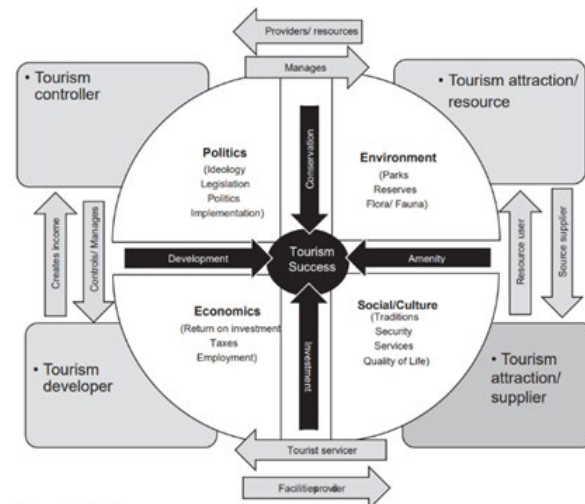 Providers/ resources
Manages
• Tourism
controller
• Tourism attraction/
resource
Politics
(Ideology
Legislation
Politics
Implementation)
Conservation
Environment
(Parks
Reserves
Flora/ Fauna)
Creates income
Controls/ Manages
Development
Tourism
Success
Amenity
Resource user
Source supplier
Economics
(Return on investment
Taxes
Employment)
Investment
Social/Culture
(Traditions
Security
Services
Quality of Life)
• Tourism
developer
• Tourism
attraction/
supplier
Tourist servicer